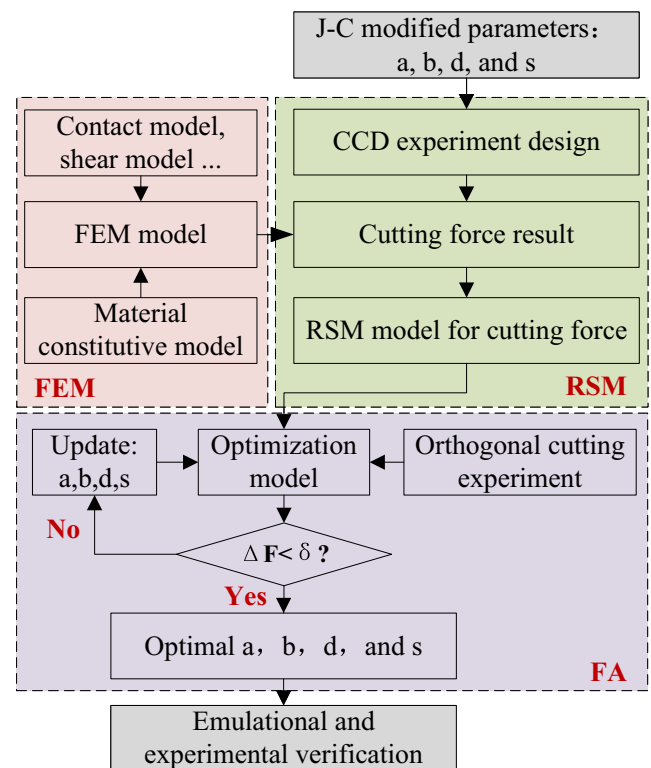 J-C modified parameters：
a, b, d, and s
Contact model,
shear model ...
FEM model
Material
constitutive model
FEM
CCD experiment design
Cutting force result
RSM model for cutting force
RSM
Update:
a,b,d,s
Optimization
model
Orthogonal cutting
experiment
No
Δ F< δ ?
Yes
Optimal a， b， d， and s
FA
Emulational and
experimental verification